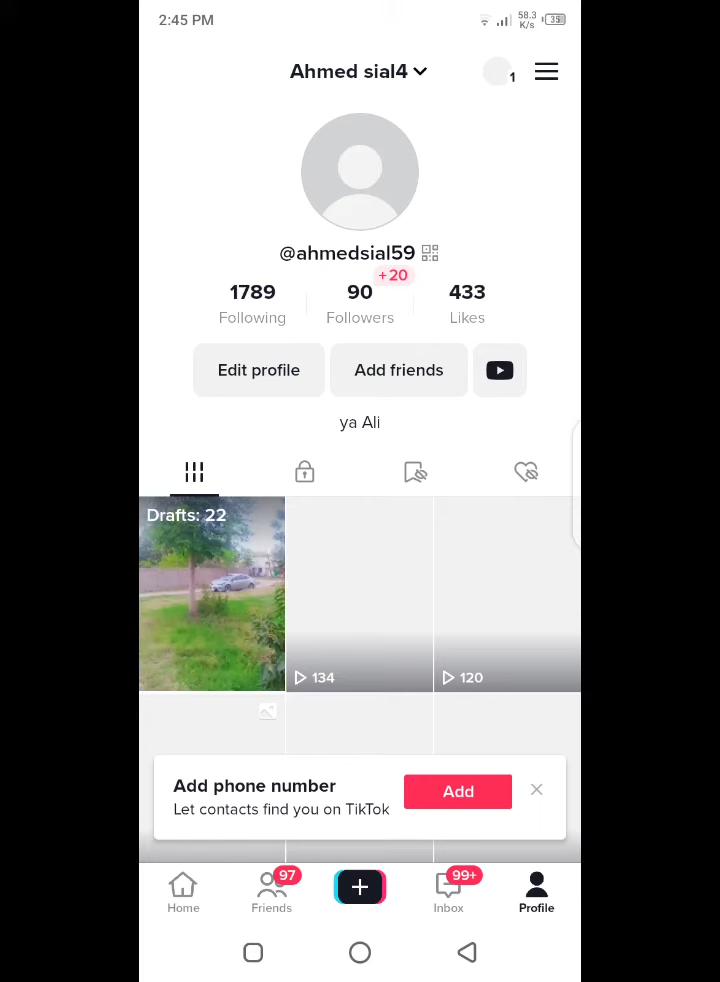 2:45 PM
58.3
K/s
35
Ahmed sial4
1
@ahmedsial59
+20
1789
90
433
Following
Followers
Likes
Edit profile
Add friends
ya Ali
Drafts: 22
134
120
Add phone number
Let contacts find you on TikTok
Add
97
99+
Home
Friends
Inbox
Profile